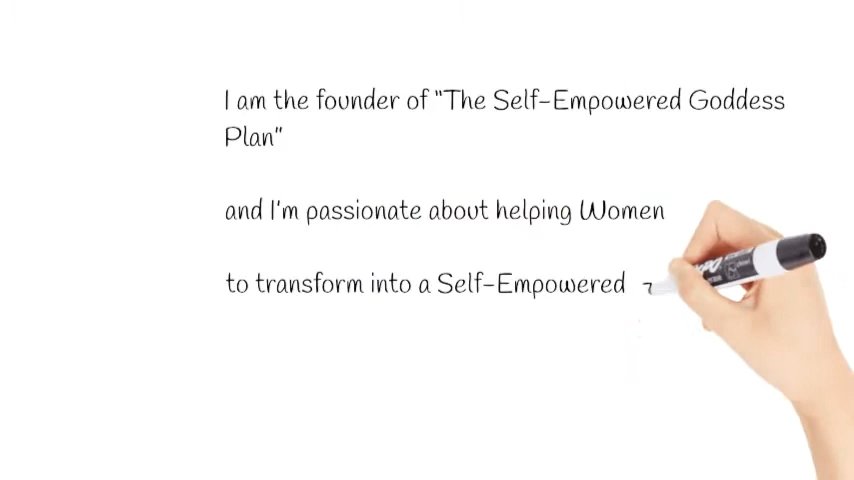 I am the founder of "The Self-Empowered Goddess
Plan"
and I'm passionate about helping Women
to transform into a Self-Empowered